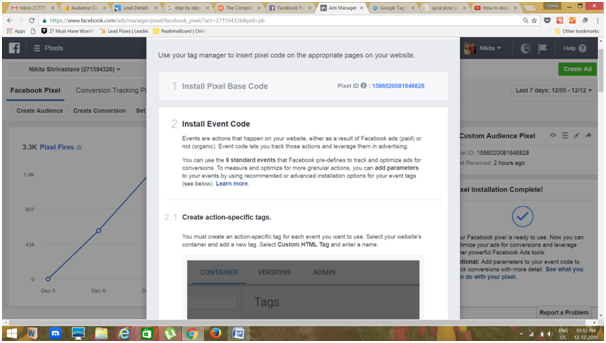 Inbox (7,771)
Audience Co
Lead Details
step by step
The Complete
Facebook P
Ads Manager
Google Tag
How to inser
https://www.facebook.com/ads/manager/pixel/facebook_pixel/?act=271594326&pid=p6
Apps
27 Must-Have WordP
Lead Flows | Leadin
RealtimeBoard | Onli
Pixels
Nikita
Help
Nikita Shrivastava (271594326)
Create Ad
Facebook Pixel
Conversion Tracking Pi
Last 7 days: 12/05 - 12/12
Create Audience
Create Conversion
Set
3.3K Pixel Fires
1.4K
907
454
0
Dec 5
Dec 6
Use your tag manager to insert pixel code on the appropriate pages on your website.
1 Install Pixel Base Code
Pixel ID : 1586020081646828
2 Install Event Code
Events are actions that happen on your website, either as a result of Facebook ads (paid) or
not (organic). Event code lets you track those actions and leverage them in advertising.
You can use the 9 standard events that Facebook pre-defines to track and optimize ads for
conversions. To measure and optimize for more granular actions, you can add parameters
to your events by using recommended or advanced installation options for your event tags
(see below). Learn more.
2.1 Create action-specific tags.
You must create an action-specific tag for each event you want to use. Select your website's
container and add a new tag. Select Custom HTML Tag and enter a name.
CONTAINER VERSIONS ADMIN
Tags
Custom Audience Pixel
el ID: 1586020081646828
t Received: 2 hours ago
xel Installation Complete!
r Facebook pixel is ready to use. Now you can
timize your ads for conversions and leverage
er powerful Facebook Ads tools.
tional: Add parameters to your event code to
ck conversions with more detail. See what you
n do with your pixel.
Report a Problem
ENG
US
01:12 PM
12-12-2016